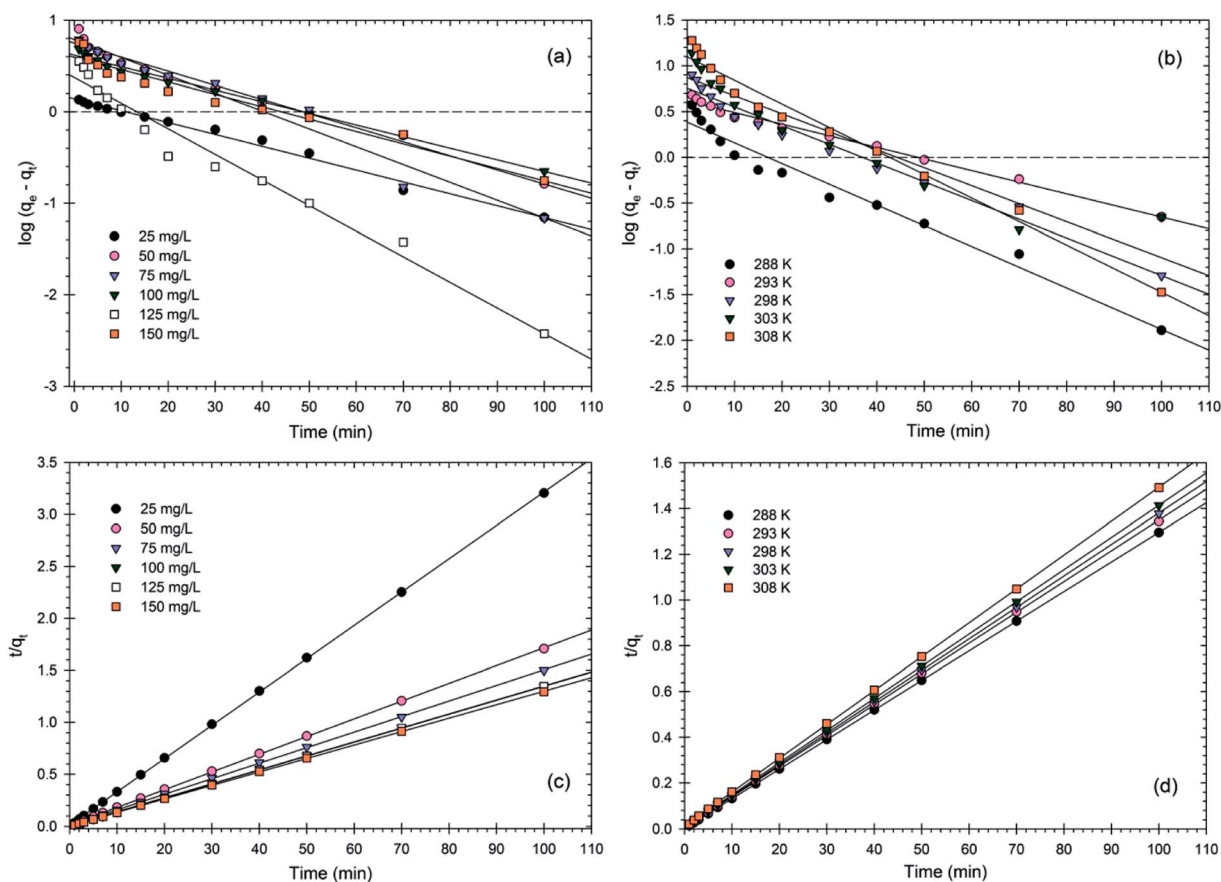 (a)
log (qe - qt)
1
0
-1
-2
-3
25 mg/L
50 mg/L
75 mg/L
100 mg/L
125 mg/L
150 mg/L
0 10 20 30 40 50 60 70 80 90 100 110
Time (min)
(b)
log (qe - qt)
1.5
1.0
0.5
0.0
-0.5
-1.0
-1.5
-2.0
-2.5
288 K
293 K
298 K
303 K
308 K
0 10 20 30 40 50 60 70 80 90 100 110
Time (min)
(c)
t/qt
3.5
3.0
2.5
2.0
1.5
1.0
0.5
0.0
25 mg/L
50 mg/L
75 mg/L
100 mg/L
125 mg/L
150 mg/L
0 10 20 30 40 50 60 70 80 90 100 110
Time (min)
(d)
t/qt
1.6
1.4
1.2
1.0
0.8
0.6
0.4
0.2
0.0
288 K
293 K
298 K
303 K
308 K
0 10 20 30 40 50 60 70 80 90 100 110
Time (min)